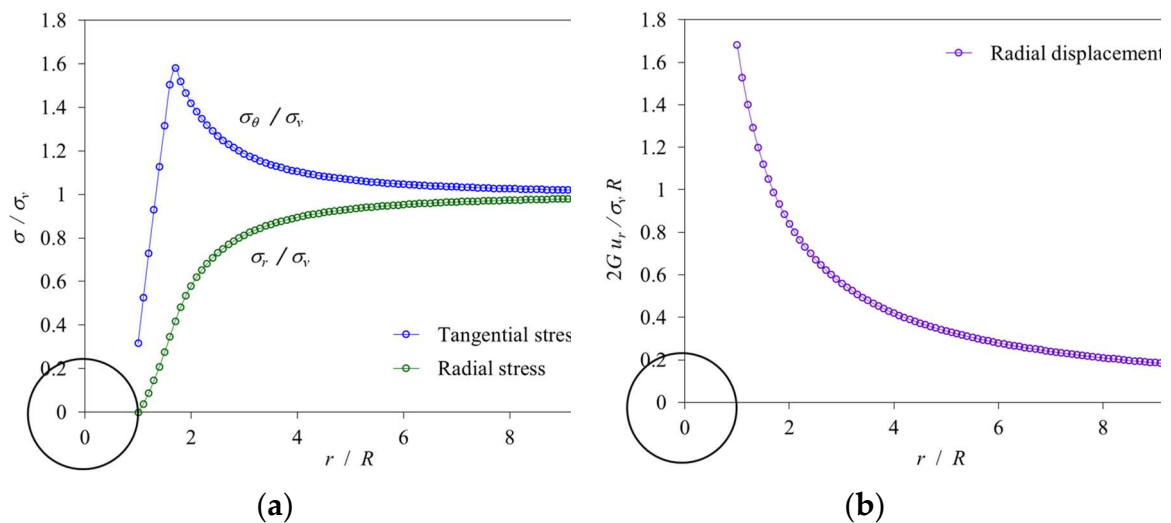 1.8
1.6
1.4
1.2
1
0.8
0.6
0.4
0.2
0
σ / σᵥ
σθ / σᵥ
σᵣ / σᵥ
Tangential stress
Radial stress
0 2 4 6 8
r / R
(a)
1.8
1.6
1.4
1.2
1
0.8
0.6
0.4
0.2
0
2G uᵣ / σᵥ R
Radial displacement
0 2 4 6 8
r / R
(b)